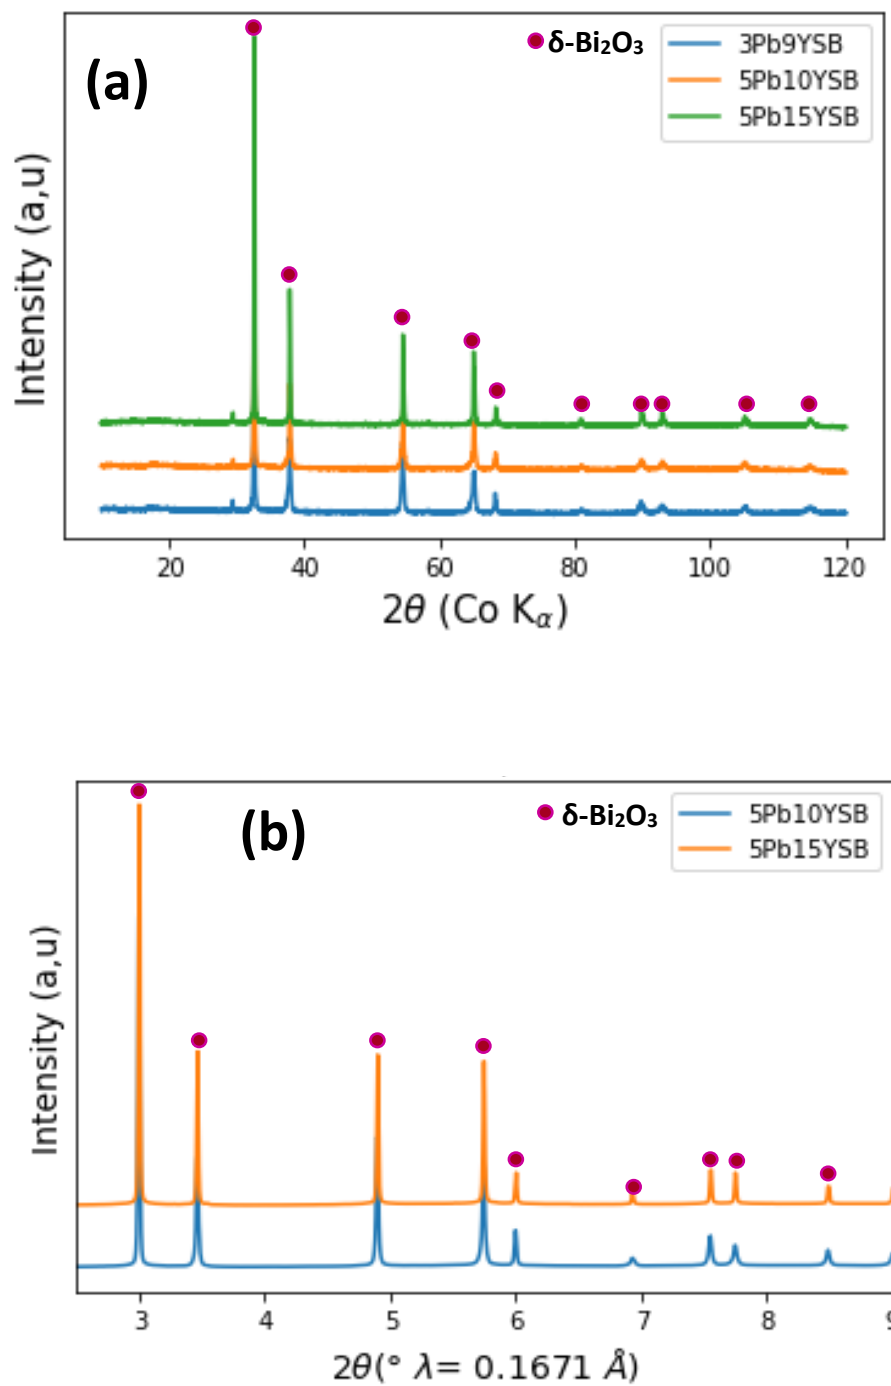 (a)
δ-Bi₂O₃
3Pb9YSB
5Pb10YSB
5Pb15YSB
Intensity (a,u)
20 40 60 80 100 120
2θ (Co Kα)
(b)
δ-Bi₂O₃
5Pb10YSB
5Pb15YSB
Intensity (a,u)
3 4 5 6 7 8 9
2θ(° λ= 0.1671 Å)